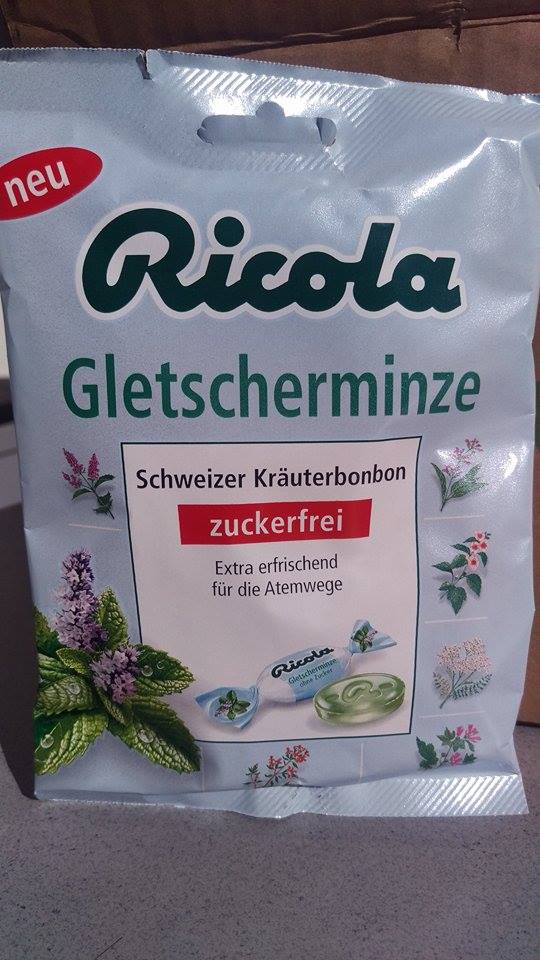 neu
Ricola
Gletscherminze
Schweizer Kräuterbonbon
zuckerfrei
Extra erfrischend
für die Atemwege
Ricola
Gletscherminze
ohne Zucker